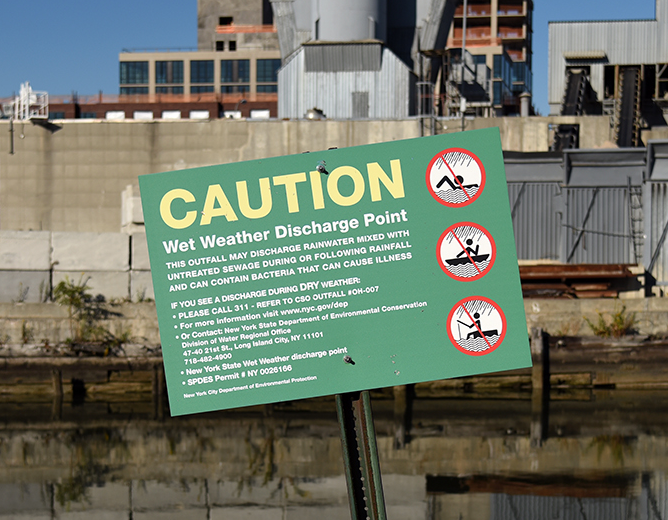 CAUTION
Wet Weather Discharge Point
THIS OUTFALL MAY DISCHARGE RAINWATER MIXED WITH
UNTREATED SEWAGE DURING OR FOLLOWING RAINFALL
AND CAN CONTAIN BACTERIA THAT CAN CAUSE ILLNESS
IF YOU SEE A DISCHARGE DURING DRY WEATHER:
• PLEASE CALL 311 - REFER TO CSO OUTFALL #OH-007
• For more information visit www.nyc.gov/dep
• Or Contact: New York State Department of Environmental Conservation
Division of Water Regional Office
47-40 21st St., Long Island City, NY 11101
718-482-4900
• New York State Wet Weather discharge point
• SPDES Permit # NY 0026166
New York City Department of Environmental Protection